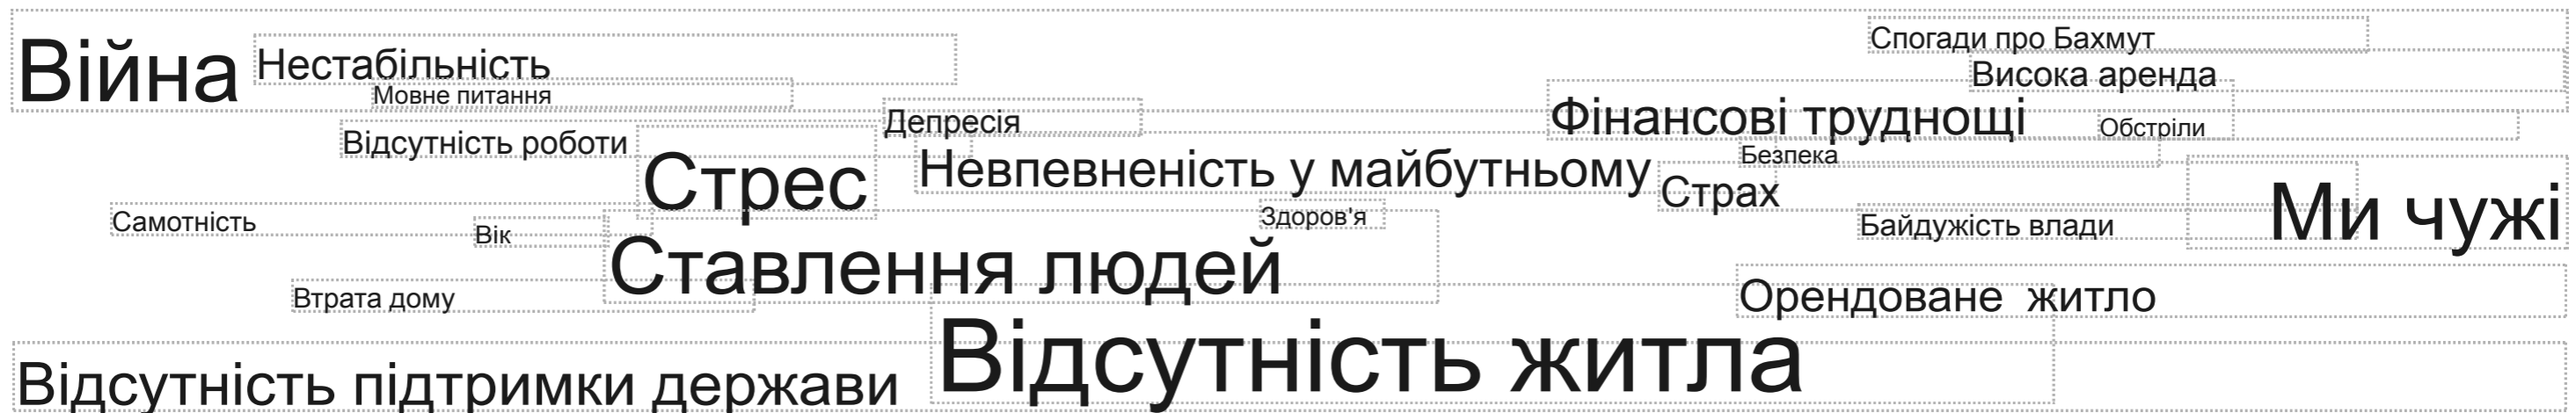 Спогади про Бахмут
Війна
Нестабільність
Висока аренда
Мовне питання
Депресія
Фінансові труднощі
Обстріли
Відсутність роботи
Безпека
Стрес
Невпевненість у майбутньому
Страх
Ми чужі
Самотність
Вік
Здоров'я
Байдужість влади
Ставлення людей
Втрата дому
Орендоване житло
Відсутність житла
Відсутність підтримки держави